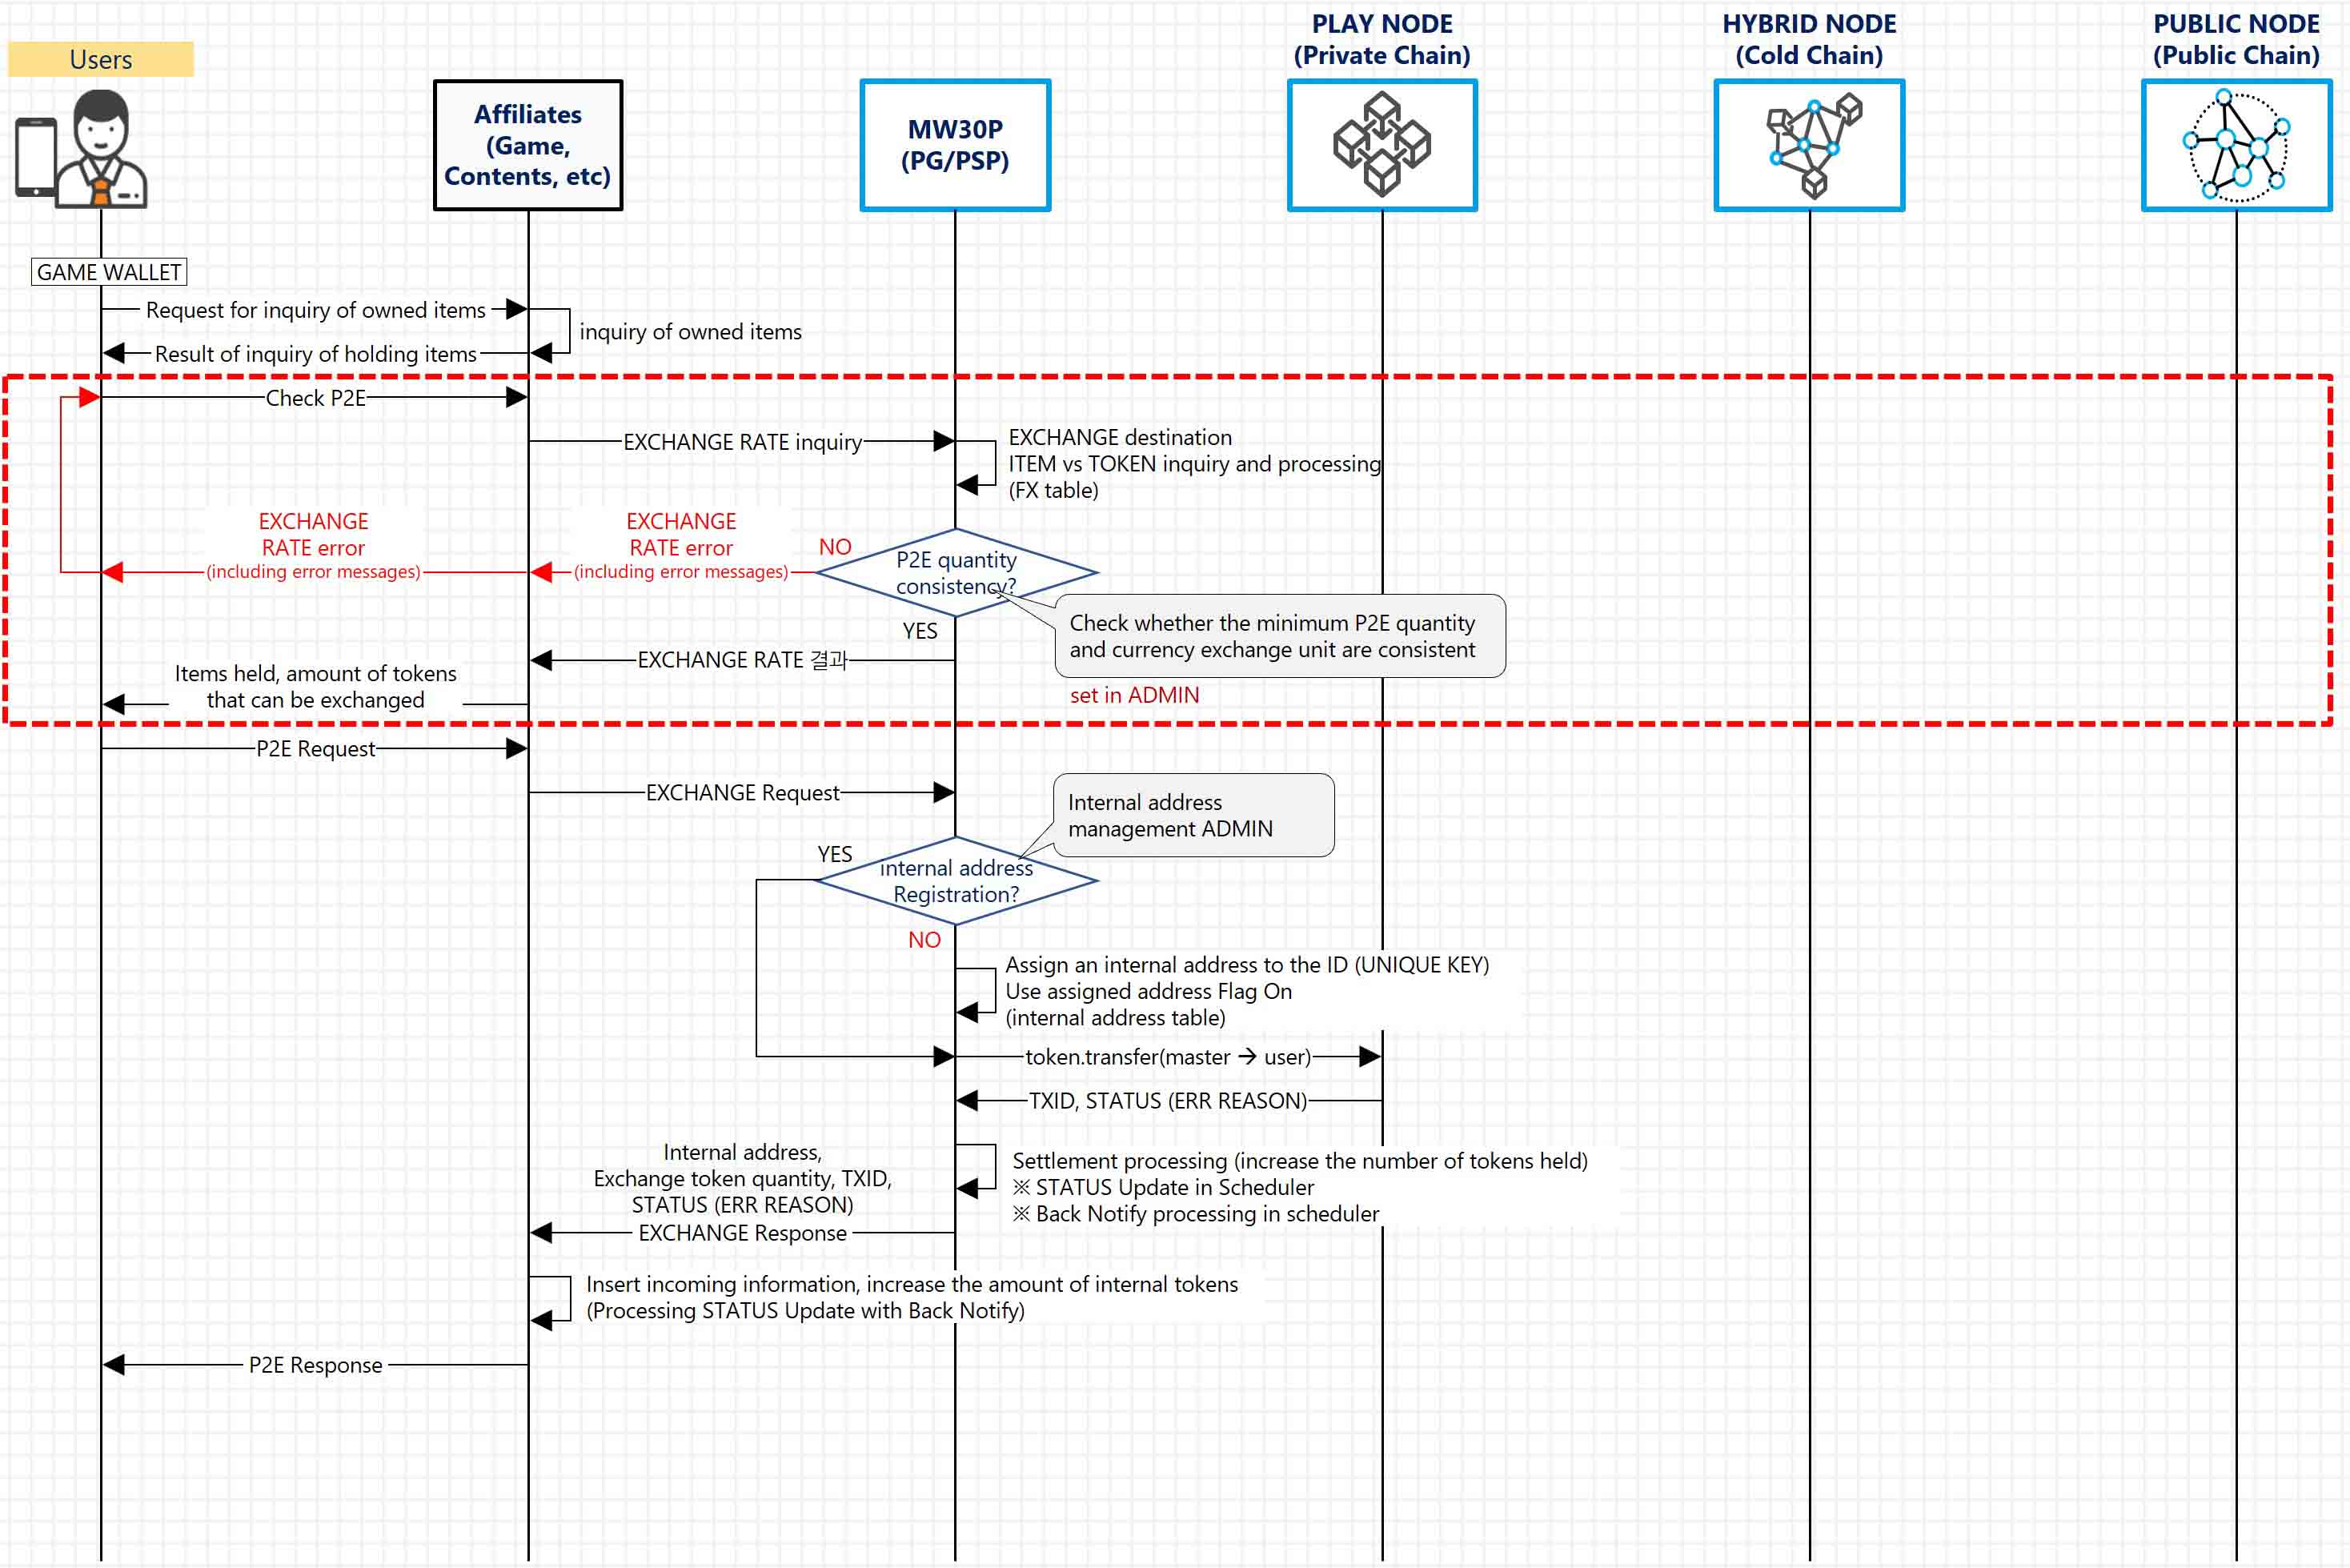 Users
Affiliates
(Game,
Contents, etc)
MW30P
(PG/PSP)
PLAY NODE
(Private Chain)
HYBRID NODE
(Cold Chain)
PUBLIC NODE
(Public Chain)
GAME WALLET
Request for inquiry of owned items
inquiry of owned items
Result of inquiry of holding items
Check P2E
EXCHANGE RATE inquiry
EXCHANGE destination
ITEM vs TOKEN inquiry and processing
(FX table)
EXCHANGE
RATE error
(including error messages)
EXCHANGE
RATE error
(including error messages)
NO
P2E quantity
consistency?
Check whether the minimum P2E quantity
and currency exchange unit are consistent
YES
EXCHANGE RATE 결과
Items held, amount of tokens
that can be exchanged
set in ADMIN
P2E Request
EXCHANGE Request
Internal address
management ADMIN
YES
internal address
Registration?
NO
Assign an internal address to the ID (UNIQUE KEY)
Use assigned address Flag On
(internal address table)
token.transfer(master → user)
TXID, STATUS (ERR REASON)
Internal address,
Exchange token quantity, TXID,
STATUS (ERR REASON)
EXCHANGE Response
Settlement processing (increase the number of tokens held)
※ STATUS Update in Scheduler
※ Back Notify processing in scheduler
Insert incoming information, increase the amount of internal tokens
(Processing STATUS Update with Back Notify)
P2E Response